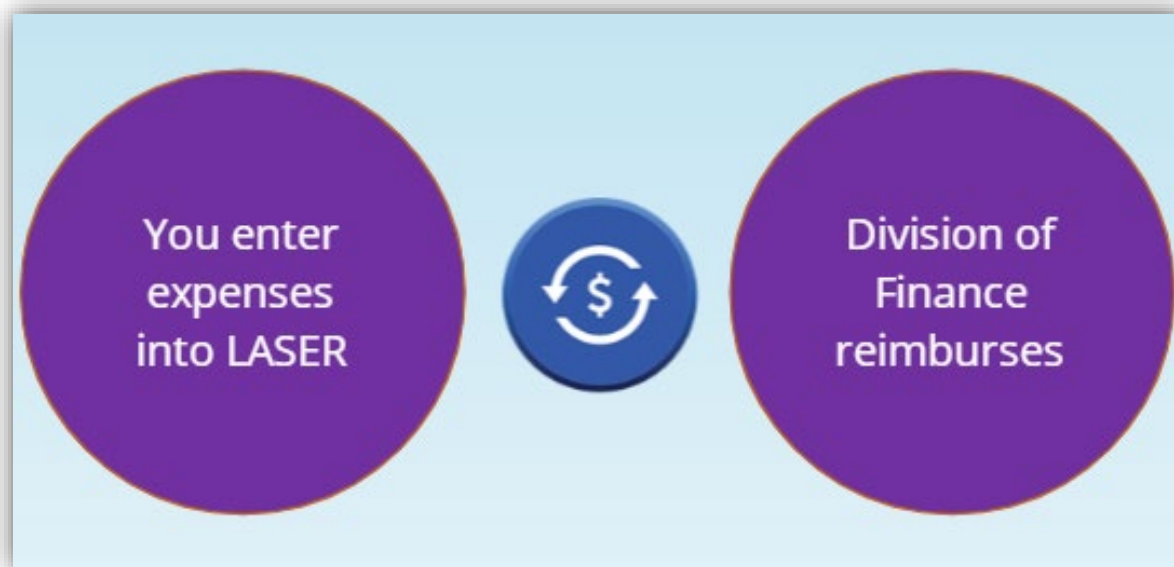 You enter
expenses
into LASER
$
Division of
Finance
reimburses